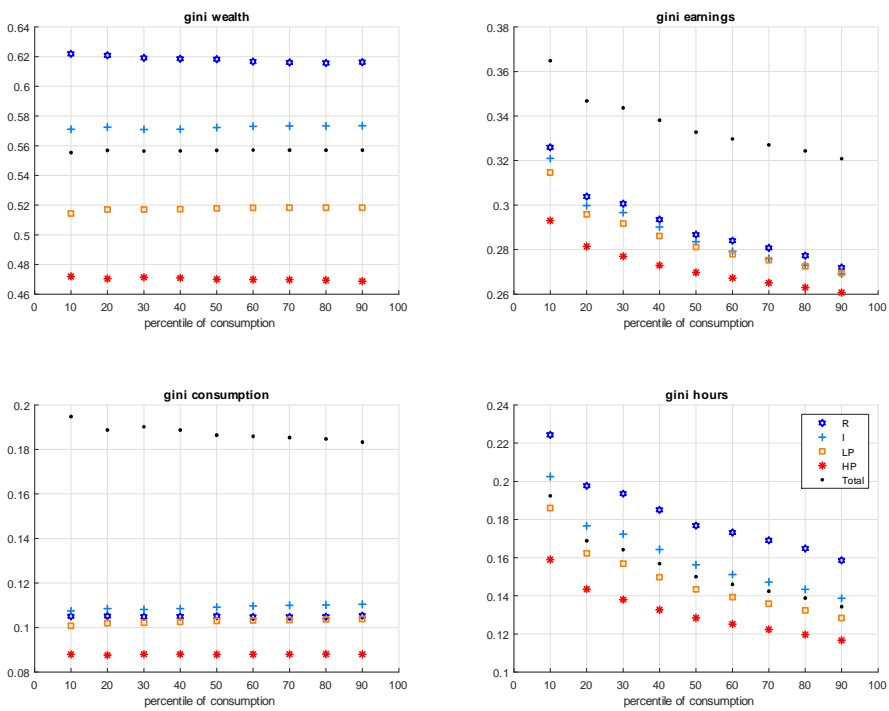 gini wealth
0.64
0.62
0.6
0.58
0.56
0.54
0.52
0.5
0.48
0.46
0 10 20 30 40 50 60 70 80 90 100
percentile of consumption
gini earnings
0.38
0.36
0.34
0.32
0.3
0.28
0.26
0 10 20 30 40 50 60 70 80 90 100
percentile of consumption
gini consumption
0.2
0.18
0.16
0.14
0.12
0.1
0.08
0 10 20 30 40 50 60 70 80 90 100
percentile of consumption
gini hours
0.24
0.22
0.2
0.18
0.16
0.14
0.12
0.1
0 10 20 30 40 50 60 70 80 90 100
percentile of consumption
R
I
LP
HP
Total